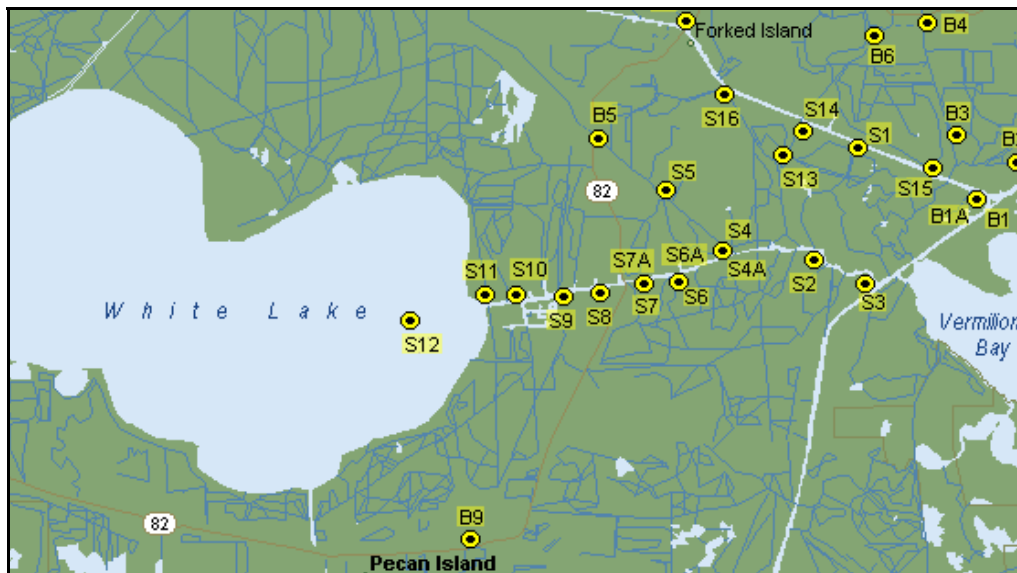 Forked Island
B4
B6
S16
S14
B5
S1
B3
S13
S15
S5
82
B1A
B1
S4
S7A
S6A
S4A
S11
S10
S2
S7
S6
S9
S8
S3
White Lake
S12
Vermilion
Bay
B9
82
Pecan Island